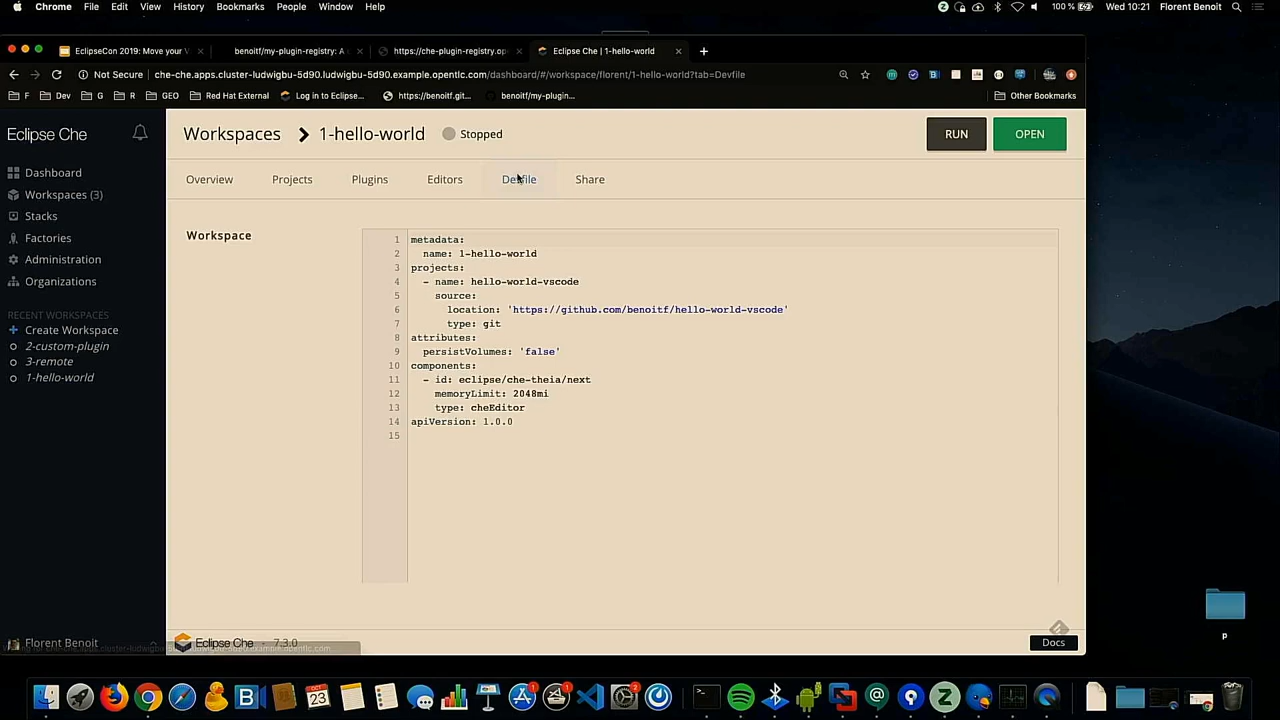 Chrome File Edit View History Bookmarks People Window Help 100 % Wed 10:21 Florent Benoit
EclipseCon 2019: Move your benoitf/my-plugin-registry: A https://che-plugin-registry.op Eclipse Che | 1-hello-world
Not Secure che-che.apps.cluster-ludwigbu-5d90.ludwigbu-5d90.example.opentlc.com/dashboard/#/workspace/florent/1-hello-world?tab=Devfile
F Dev G R GEO Red Hat External Log in to Eclipse... https://benoitf.git... benoitf/my-plugin... Other Bookmarks
Eclipse Che
Workspaces 1-hello-world Stopped RUN OPEN
Overview Projects Plugins Editors Devfile Share
Dashboard
Workspaces (3)
Stacks
Factories
Administration
Organizations
RECENT WORKSPACES
Create Workspace
2-custom-plugin
3-remote
1-hello-world
Workspace
1 metadata:
2 name: 1-hello-world
3 projects:
4 - name: hello-world-vscode
5 source:
6 location: 'https://github.com/benoitf/hello-world-vscode'
7 type: git
8 attributes:
9 persistVolumes: 'false'
10 components:
11 - id: eclipse/che-theia/next
12 memoryLimit: 2048mi
13 type: cheEditor
14 apiVersion: 1.0.0
15
Florent Benoit
Eclipse Che - 7.3.0
Docs
p
OCT
23